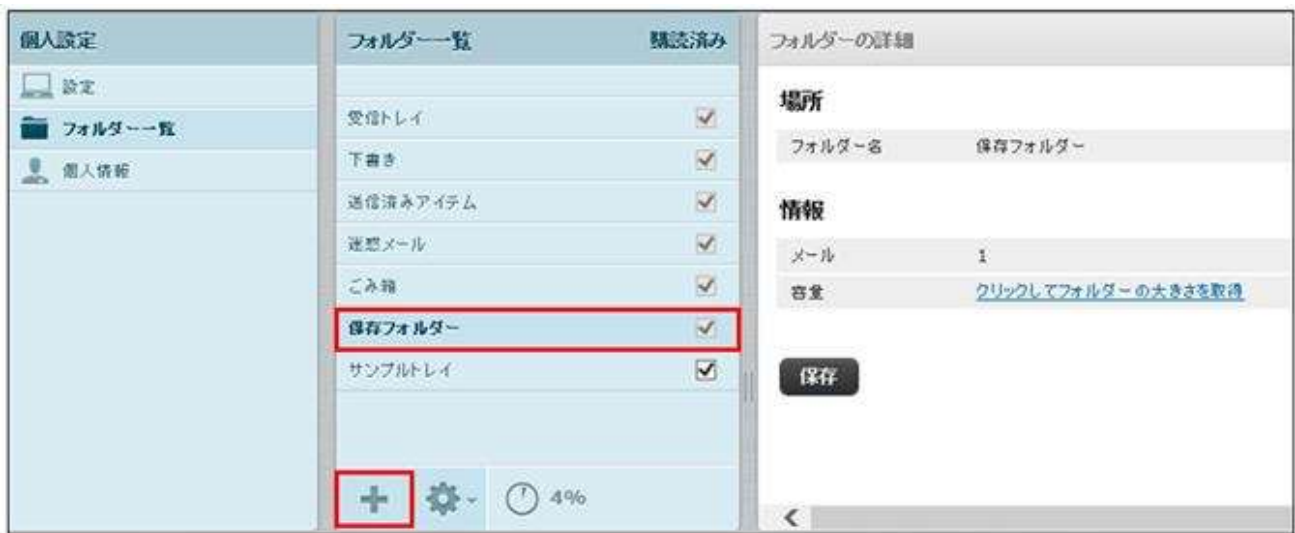 個人設定
設定
フォルダー一覧
個人情報
フォルダー一覧 購読済み
受信トレイ
下書き
送信済みアイテム
迷惑メール
ごみ箱
保存フォルダー
サンプルトレイ
4%
フォルダーの詳細
場所
フォルダー名 保存フォルダー
情報
メール 1
容量 クリックしてフォルダーの大きさを取得
保存